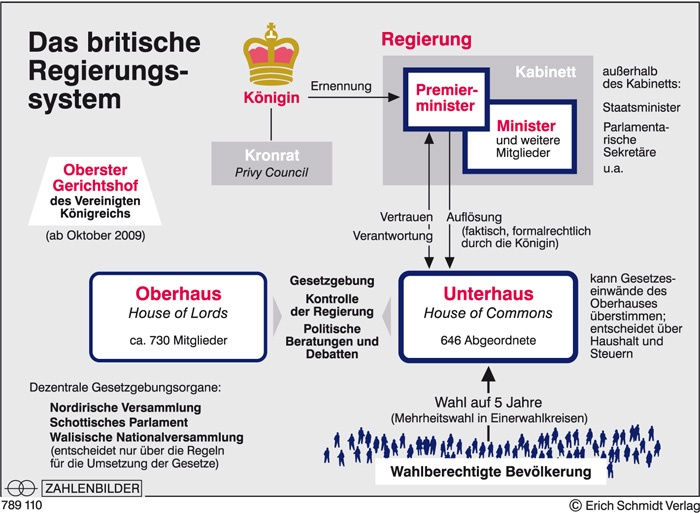 Das britische
Regierungs-
system
Königin
Ernennung
Kronrat
Privy Council
Regierung
Kabinett
Premier-
minister
Minister
und weitere
Mitglieder
außerhalb
des Kabinetts:
Staatsminister
Parlamenta-
rische
Sekretäre
u.a.
Oberster
Gerichtshof
des Vereinigten
Königreichs
(ab Oktober 2009)
Vertrauen
Verantwortung
Auflösung
(faktisch, formalrechtlich
durch die Königin)
Oberhaus
House of Lords
ca. 730 Mitglieder
Gesetzgebung
Kontrolle
der Regierung
Politische
Beratungen und
Debatten
Unterhaus
House of Commons
646 Abgeordnete
kann Gesetzes-
einwände des
Oberhauses
überstimmen;
entscheidet über
Haushalt und
Steuern
Dezentrale Gesetzgebungsorgane:
Nordirische Versammlung
Schottisches Parlament
Walisische Nationalversammlung
(entscheidet nur über die Regeln
für die Umsetzung der Gesetze)
Wahl auf 5 Jahre
(Mehrheitswahl in Einerwahlkreisen)
Wahlberechtigte Bevölkerung
ZAHLENBILDER
789 110
© Erich Schmidt Verlag